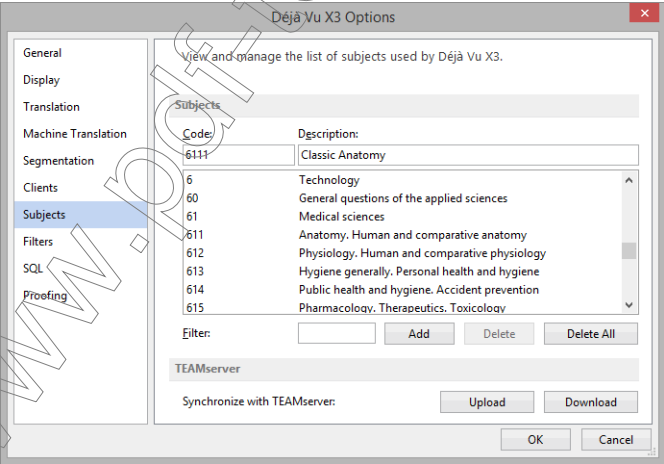 Déjà Vu X3 Options
General
Display
Translation
Machine Translation
Segmentation
Clients
Subjects
Filters
SQL
Proofing
View and manage the list of subjects used by Déjà Vu X3.
Subjects
Code: Description:
6111 Classic Anatomy
6 Technology
60 General questions of the applied sciences
61 Medical sciences
611 Anatomy. Human and comparative anatomy
612 Physiology. Human and comparative physiology
613 Hygiene generally. Personal health and hygiene
614 Public health and hygiene. Accident prevention
615 Pharmacology. Therapeutics. Toxicology
Filter: Add Delete Delete All
TEAMserver
Synchronize with TEAMserver: Upload Download
OK Cancel
www.pdf-